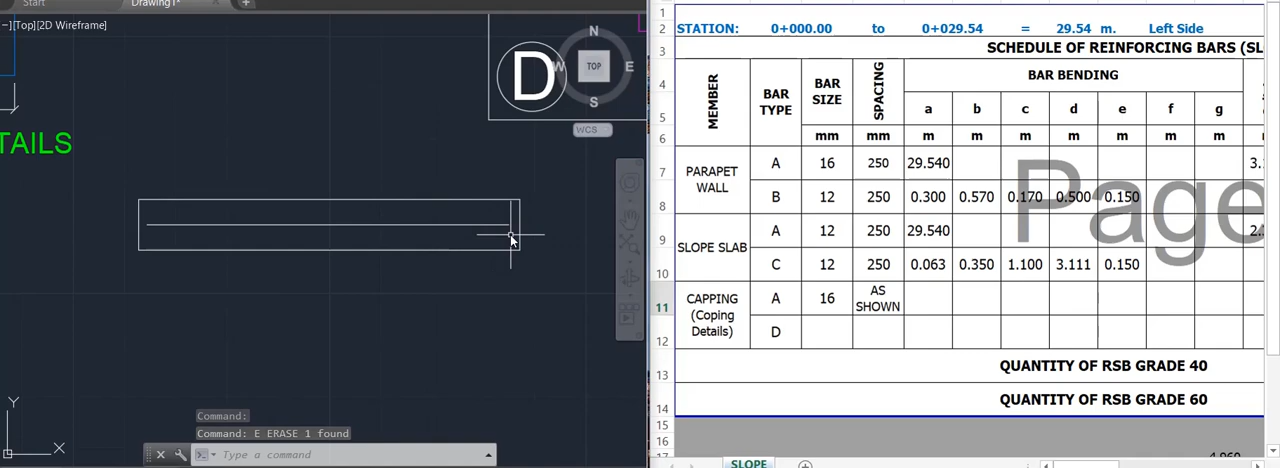 Start Drawing1*
−][Top][2D Wireframe]
N
W TOP E
S
WCS
D
TAILS
Y
X
Command:
Command: E ERASE 1 found
Type a command
1
2 STATION: 0+000.00 to 0+029.54 = 29.54 m. Left Side
3 SCHEDULE OF REINFORCING BARS (SL
4 MEMBER BAR TYPE BAR SIZE SPACING BAR BENDING
5 a b c d e f g
6 mm mm m m m m m m m
7 PARAPET WALL A 16 250 29.540 3.
8 B 12 250 0.300 0.570 0.170 0.500 0.150
9 SLOPE SLAB A 12 250 29.540 2.
10 C 12 250 0.063 0.350 1.100 3.111 0.150
11 CAPPING (Coping Details) A 16 AS SHOWN
12 D
13 QUANTITY OF RSB GRADE 40
14 QUANTITY OF RSB GRADE 60
15
16
17 4.960
Page
SLOPE